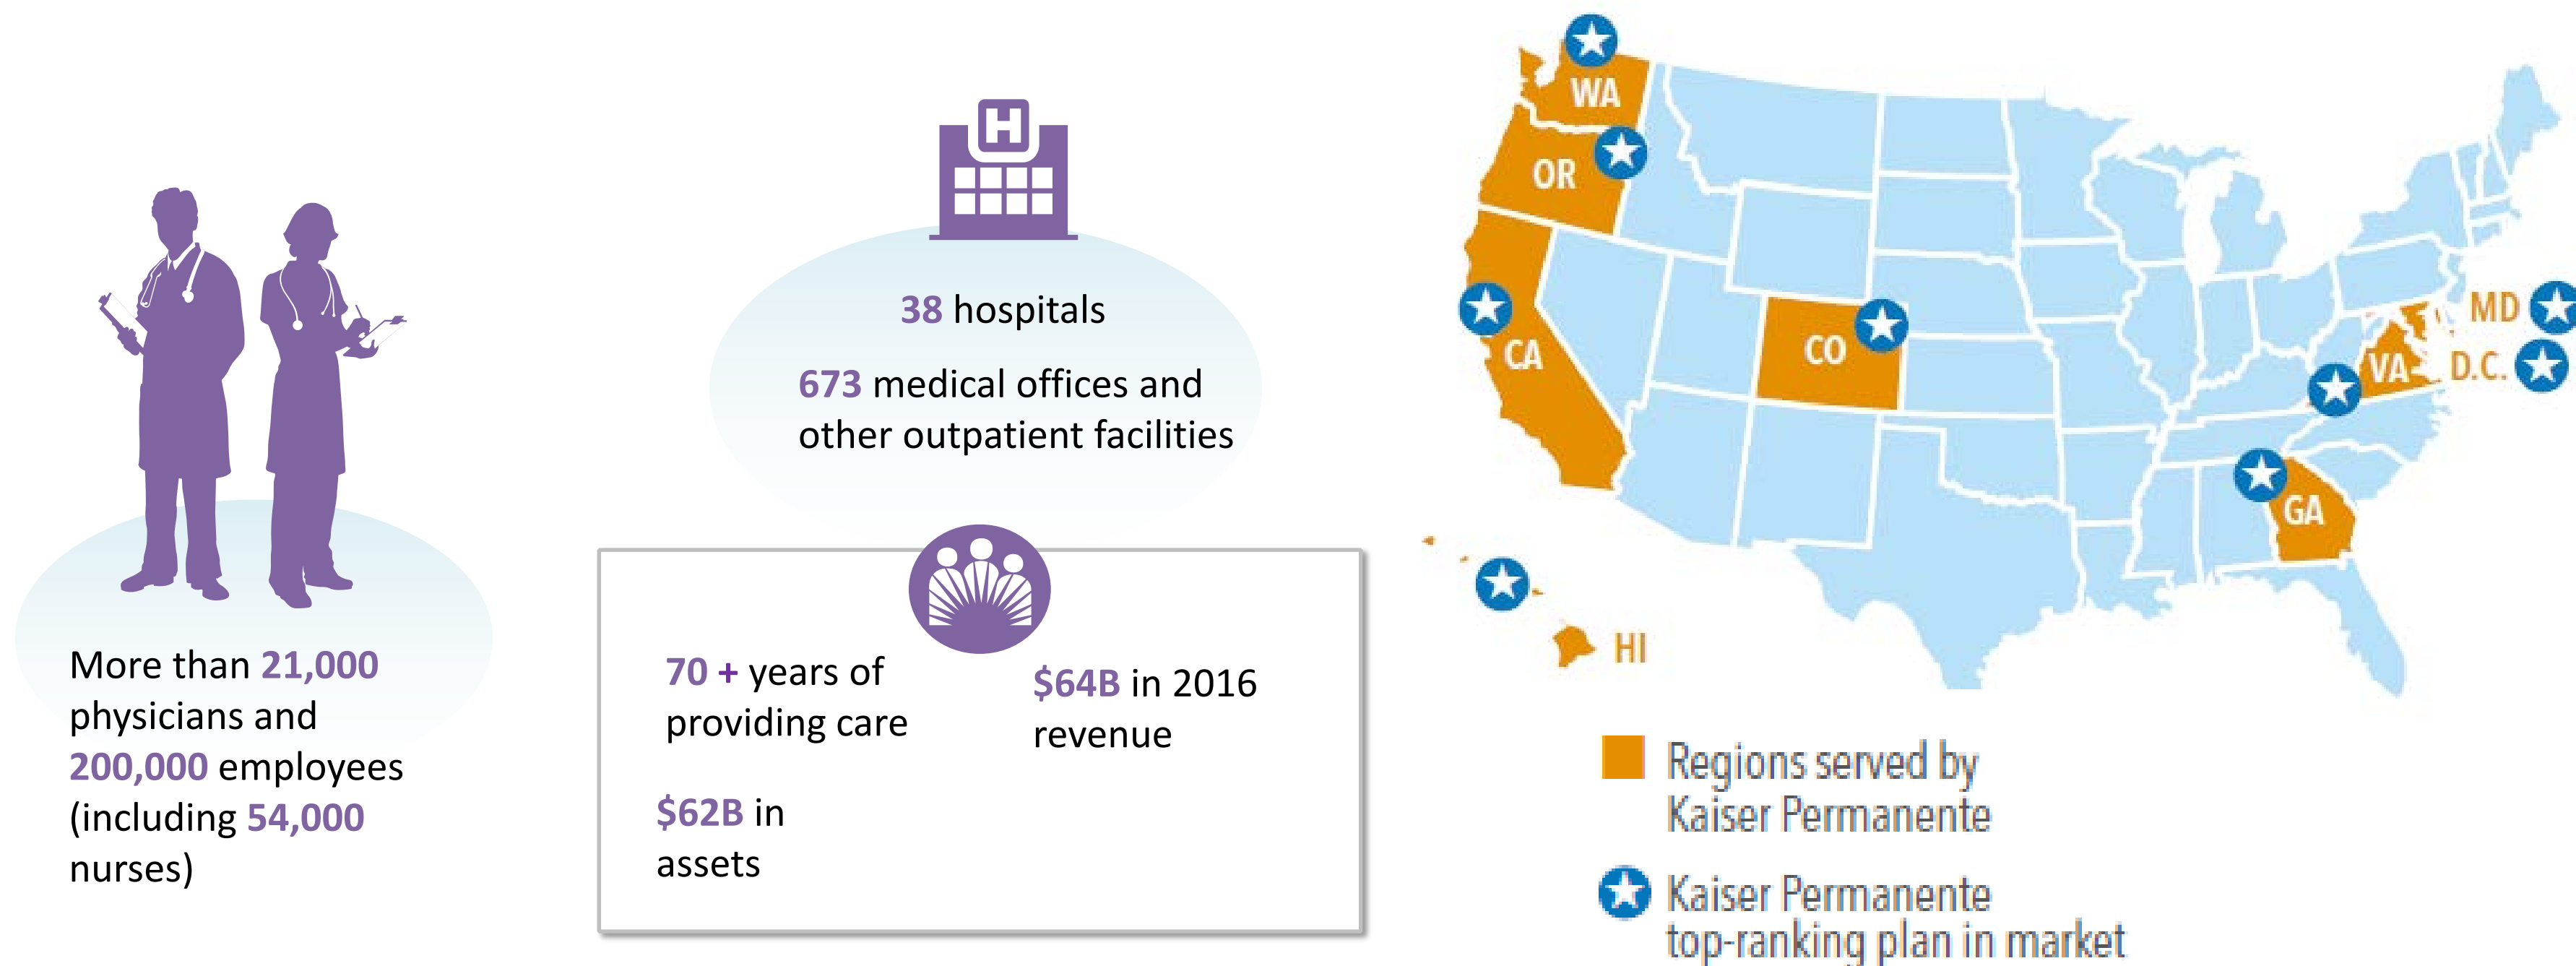 H
38 hospitals
673 medical offices and
other outpatient facilities
More than 21,000
physicians and
200,000 employees
(including 54,000
nurses)
70 + years of
providing care
$64B in 2016
revenue
$62B in
assets
WA
OR
CA
CO
MD
VA
D.C.
GA
HI
Regions served by
Kaiser Permanente
Kaiser Permanente
top-ranking plan in market